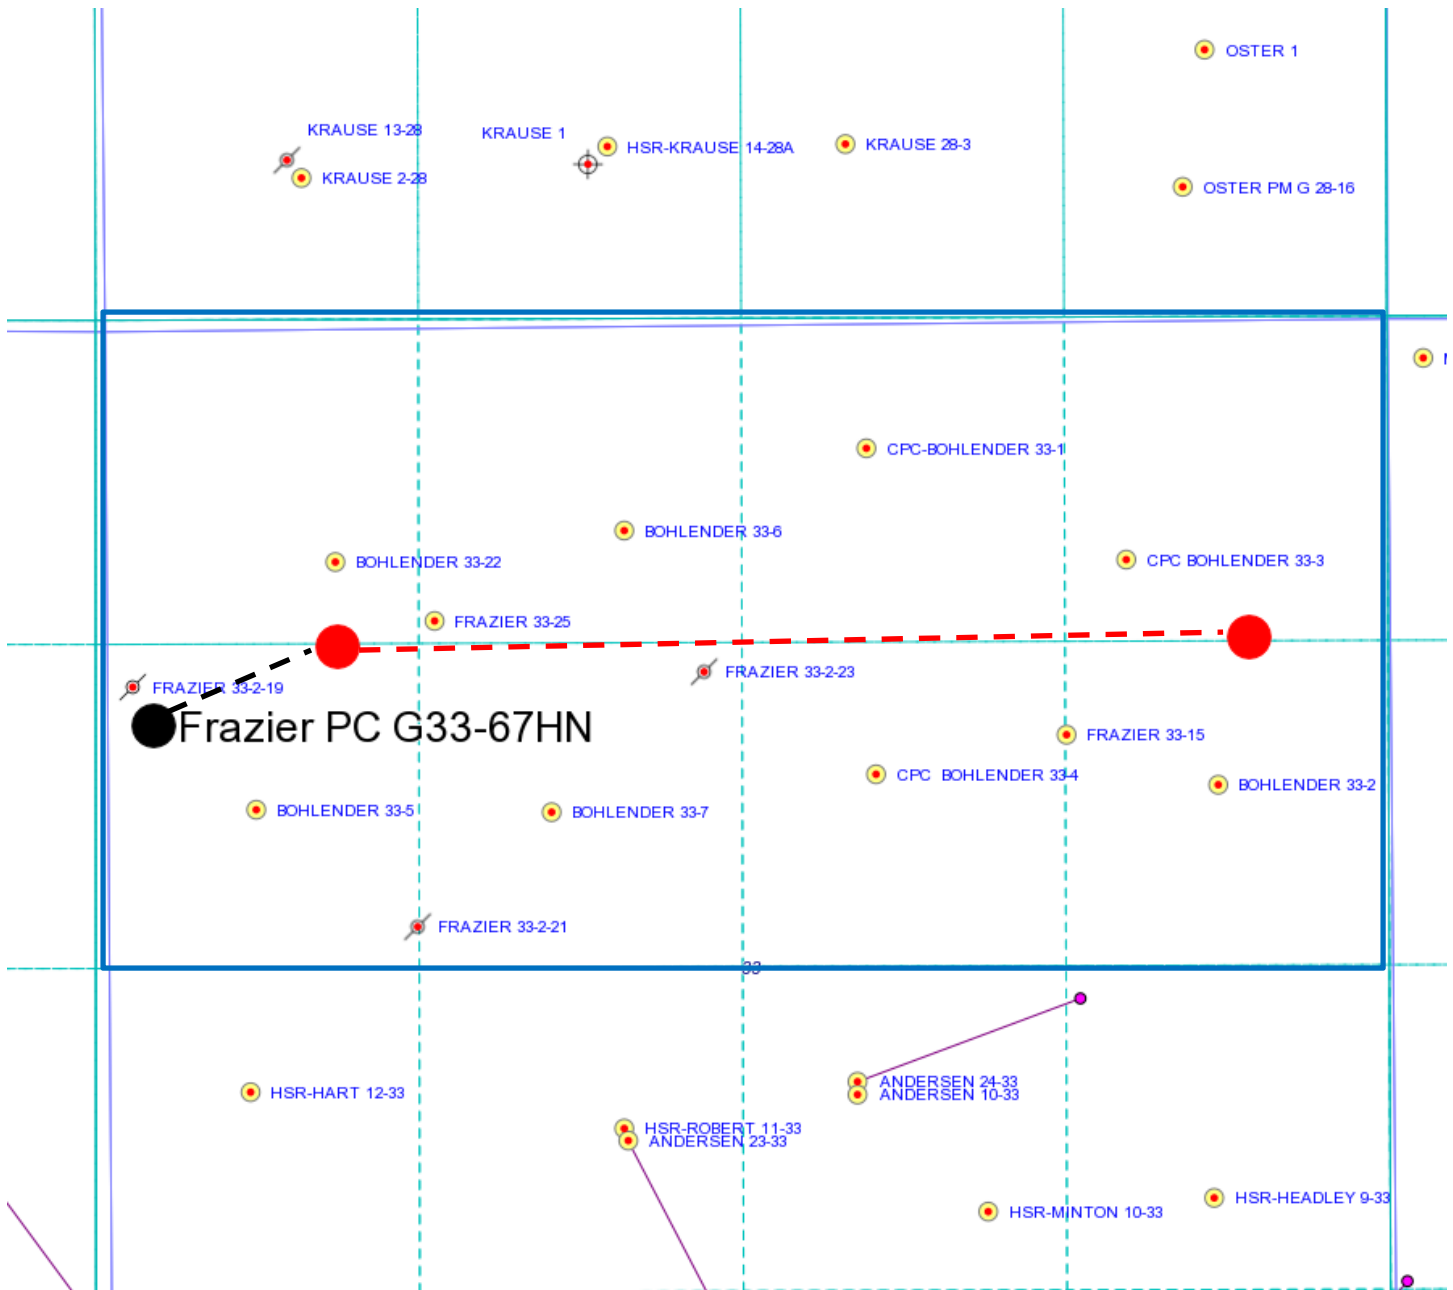 OSTER 1
KRAUSE 13-28
KRAUSE 1
HSR-KRAUSE 14-28A
KRAUSE 28-3
KRAUSE 2-28
OSTER PM G 28-16
CPC-BOHLENDER 33-1
BOHLENDER 33-6
BOHLENDER 33-22
CPC BOHLENDER 33-3
FRAZIER 33-25
FRAZIER 33-2-23
FRAZIER 33-2-19
Frazier PC G33-67HN
FRAZIER 33-15
CPC BOHLENDER 33-4
BOHLENDER 33-2
BOHLENDER 33-5
BOHLENDER 33-7
FRAZIER 33-2-21
33
ANDERSEN 24-33
ANDERSEN 10-33
HSR-HART 12-33
HSR-ROBERT 11-33
ANDERSEN 23-33
HSR-HEADLEY 9-33
HSR-MINTON 10-33